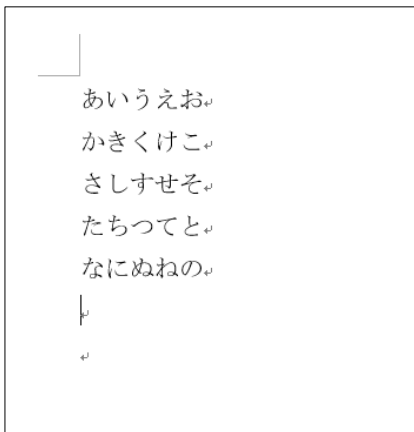 あいうえお
かきくけこ
さしすせそ
たちつてと
なにぬねの